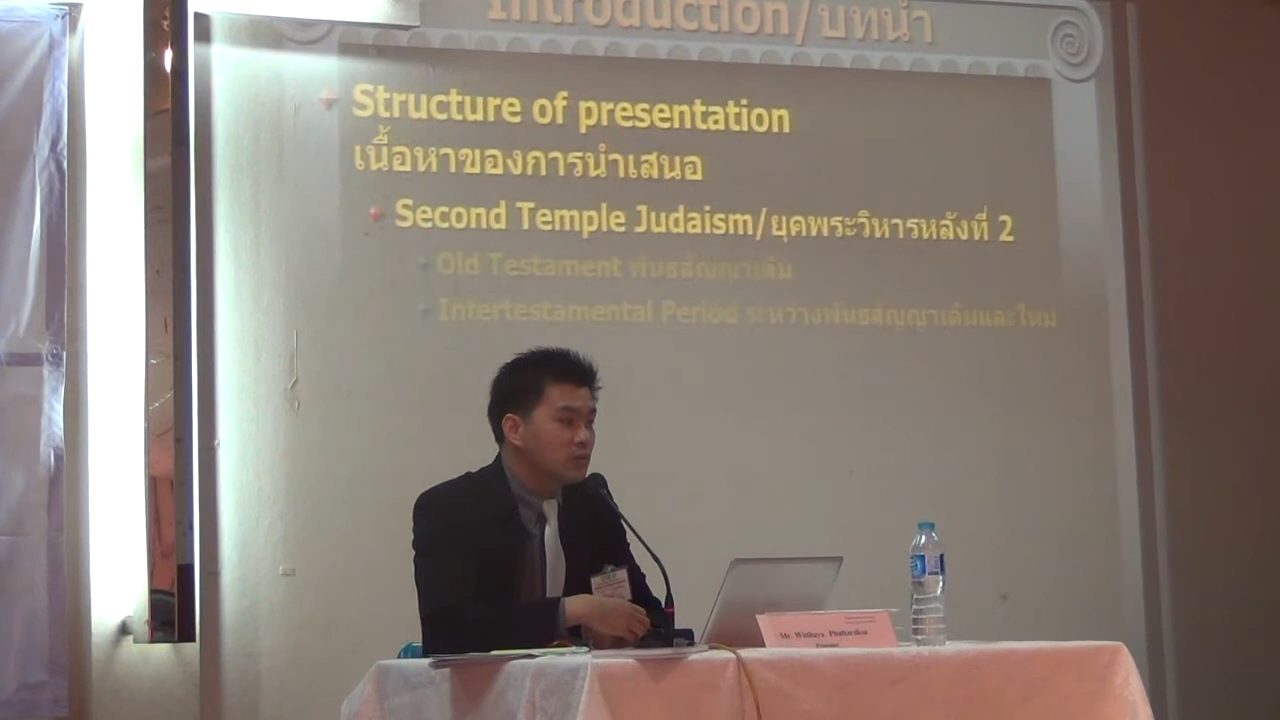 Introduction/บทนำ
Structure of presentation
เนื้อหาของการนำเสนอ
Second Temple Judaism/ยุคพระวิหารหลังที่ 2
Old Testament พันธสัญญาเดิม
Intertestamental Period ระหว่างพันธสัญญาเดิมและใหม่
Mr. Witthaya Phuttaraksa
Presenter